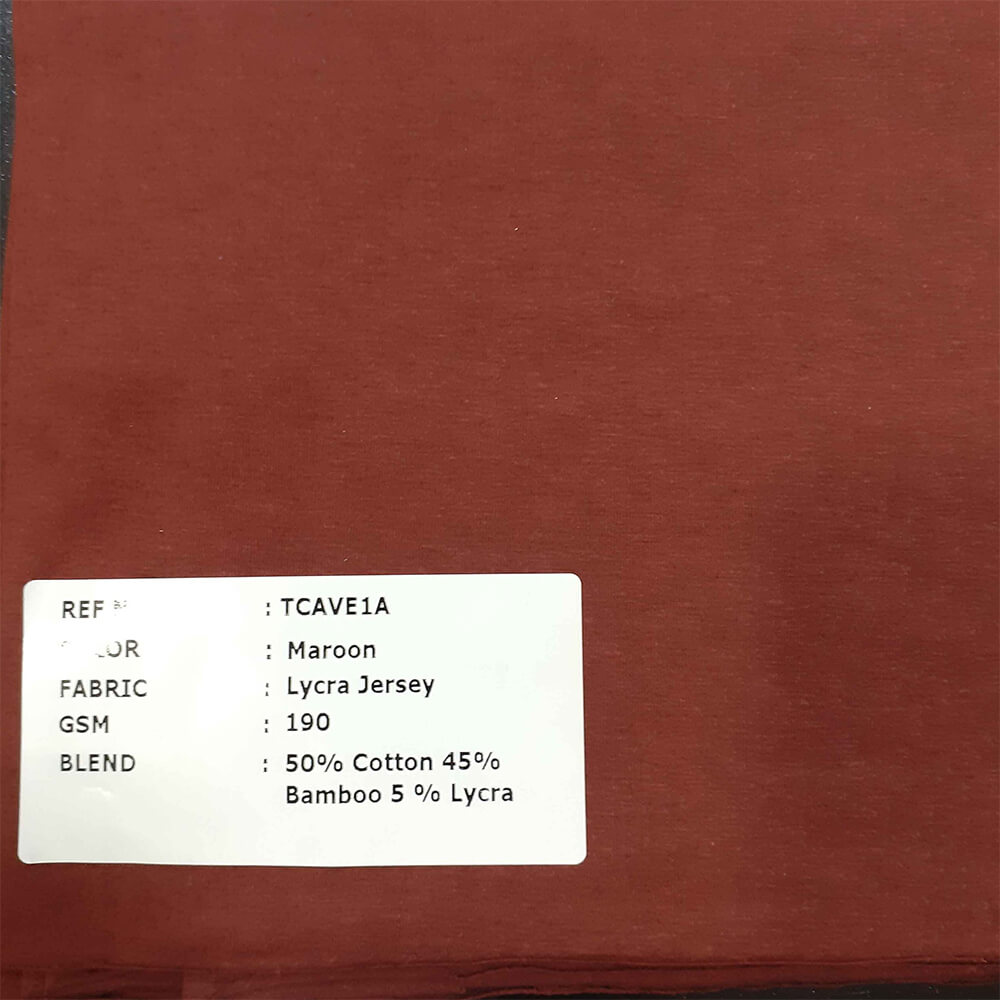 REF : TCAVE1A
: Maroon
FABRIC : Lycra Jersey
GSM : 190
BLEND : 50% Cotton 45%
Bamboo 5 % Lycra